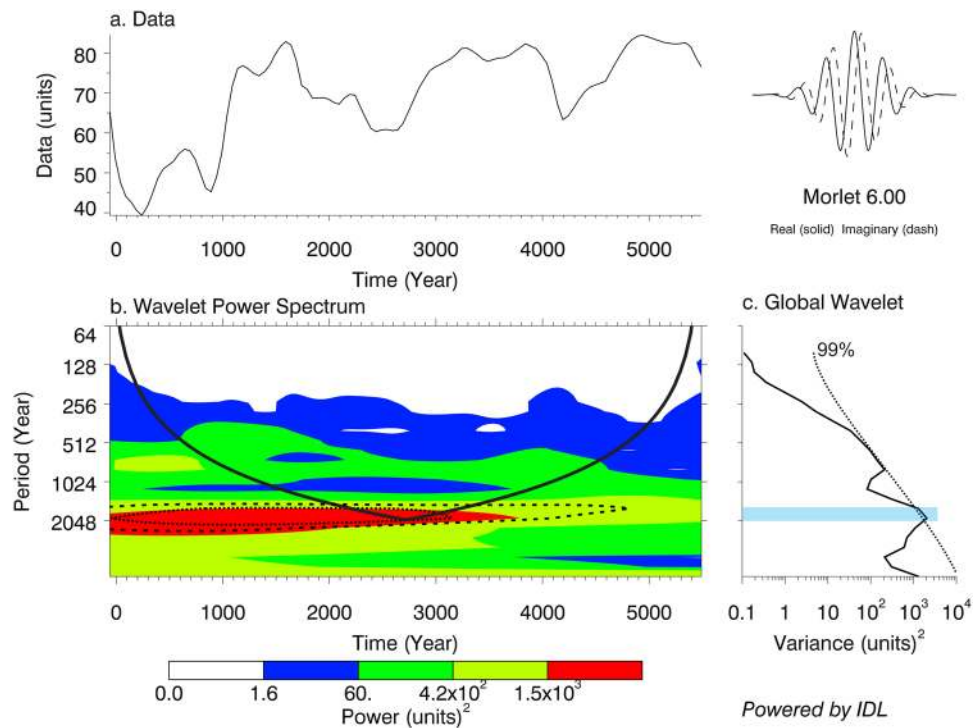 a. Data
Data (units)
80
70
60
50
40
0 1000 2000 3000 4000 5000
Time (Year)
Morlet 6.00
Real (solid) Imaginary (dash)
b. Wavelet Power Spectrum
Period (Year)
64
128
256
512
1024
2048
0 1000 2000 3000 4000 5000
Time (Year)
0.0 1.6 60. 4.2x10² 1.5x10³
Power (units)²
c. Global Wavelet
99%
0.1 1 10 10² 10³ 10⁴
Variance (units)²
Powered by IDL